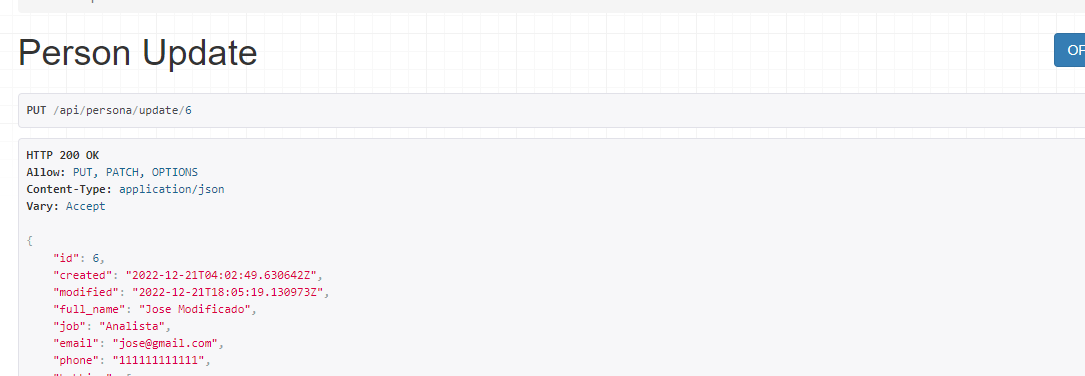 Person Update
OP
PUT /api/persona/update/6
HTTP 200 OK
Allow: PUT, PATCH, OPTIONS
Content-Type: application/json
Vary: Accept
{
"id": 6,
"created": "2022-12-21T04:02:49.630642Z",
"modified": "2022-12-21T18:05:19.130973Z",
"full_name": "Jose Modificado",
"job": "Analista",
"email": "jose@gmail.com",
"phone": "111111111111",